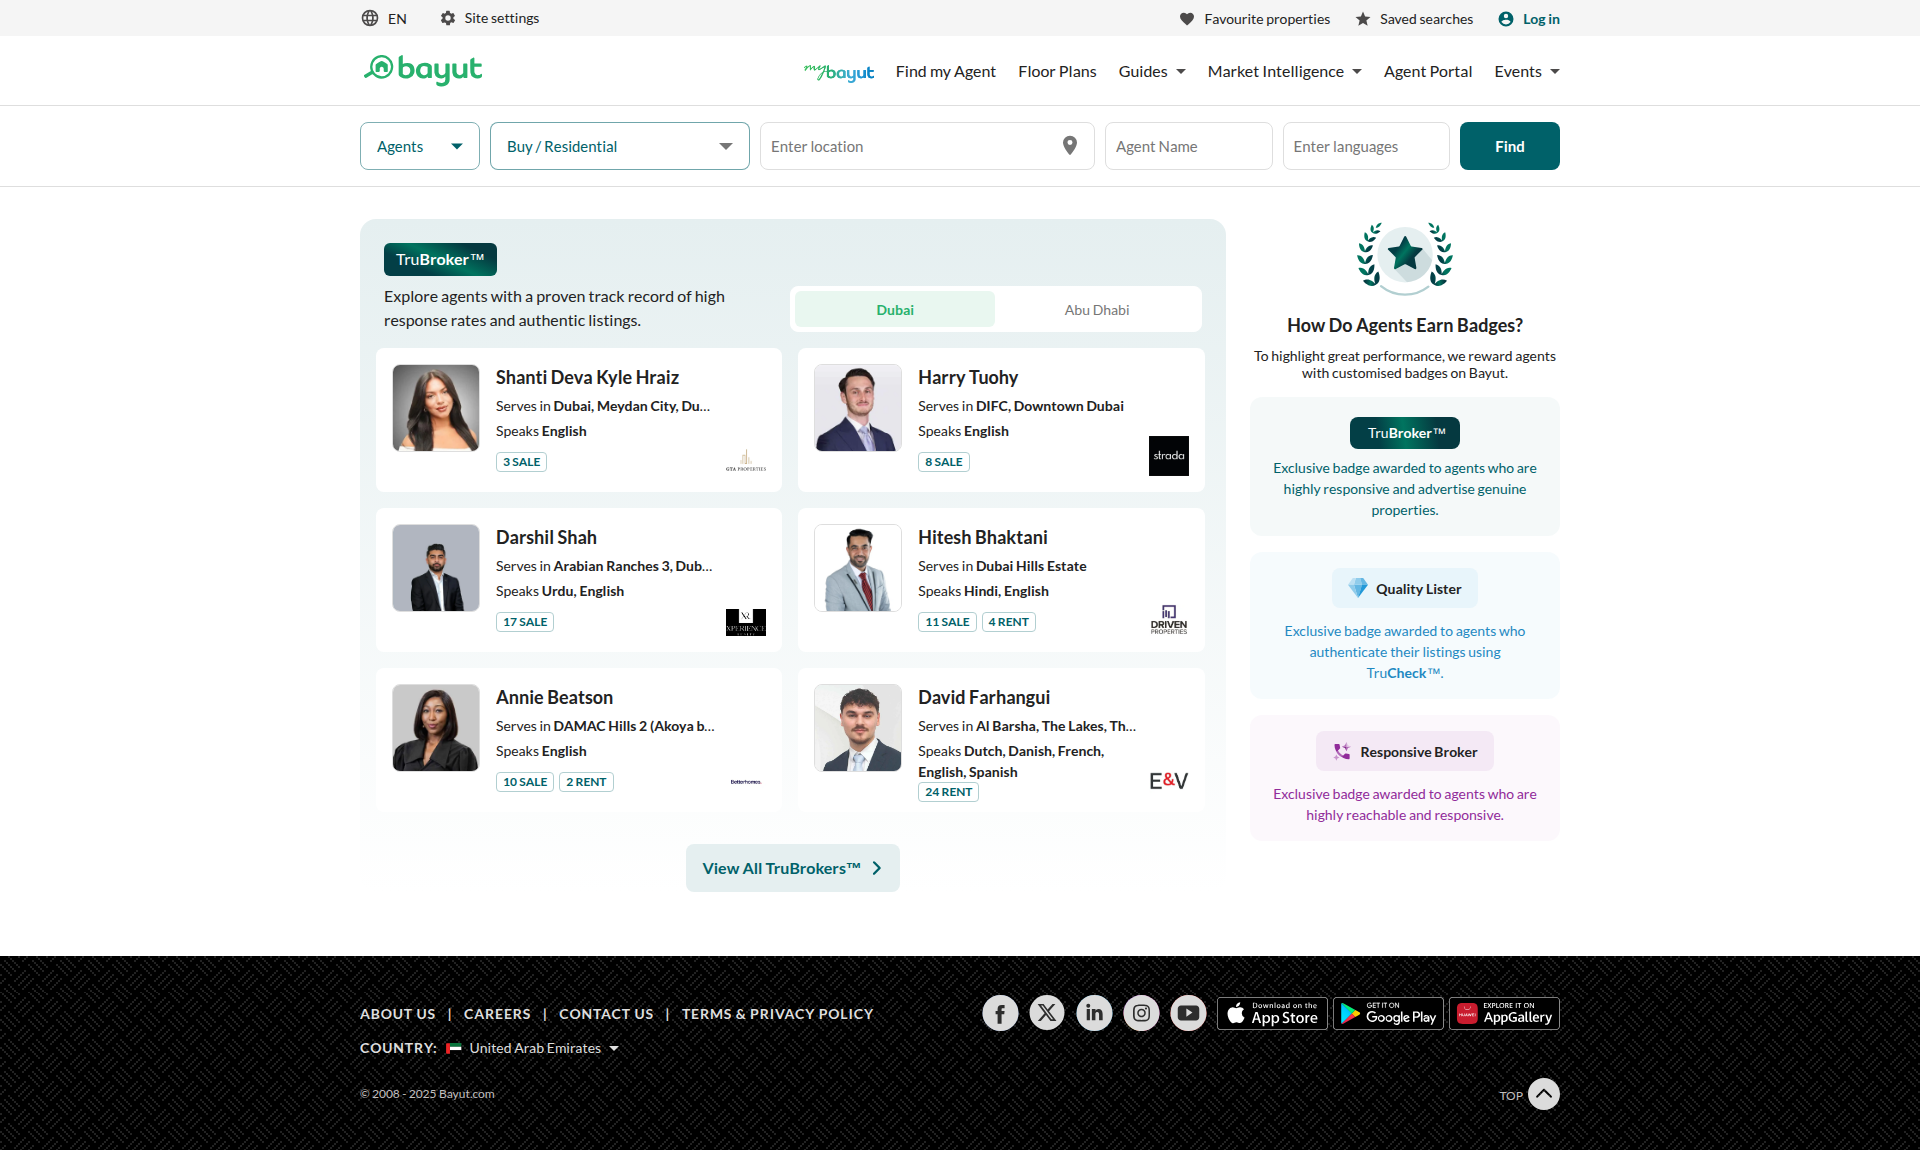 EN
Site settings
Favourite properties
Saved searches
Log in
bayut
mybayut
Find my Agent
Floor Plans
Guides
Market Intelligence
Agent Portal
Events
Agents
Buy / Residential
Enter location
Agent Name
Enter languages
Find
TruBroker™
Explore agents with a proven track record of high
response rates and authentic listings.
Dubai
Abu Dhabi
Shanti Deva Kyle Hraiz
Serves in Dubai, Meydan City, Du...
Speaks English
3 SALE
GTA PROPERTIES
Harry Tuohy
Serves in DIFC, Downtown Dubai
Speaks English
8 SALE
strada
Darshil Shah
Serves in Arabian Ranches 3, Dub...
Speaks Urdu, English
17 SALE
XR
XPERIENCE
Hitesh Bhaktani
Serves in Dubai Hills Estate
Speaks Hindi, English
11 SALE
4 RENT
DRIVEN
PROPERTIES
Annie Beatson
Serves in DAMAC Hills 2 (Akoya b...
Speaks English
10 SALE
2 RENT
Betterhomes.
David Farhangui
Serves in Al Barsha, The Lakes, Th...
Speaks Dutch, Danish, French,
English, Spanish
24 RENT
E&V
View All TruBrokers™
How Do Agents Earn Badges?
To highlight great performance, we reward agents
with customised badges on Bayut.
TruBroker™
Exclusive badge awarded to agents who are
highly responsive and advertise genuine
properties.
Quality Lister
Exclusive badge awarded to agents who
authenticate their listings using
TruCheck™.
Responsive Broker
Exclusive badge awarded to agents who are
highly reachable and responsive.
ABOUT US | CAREERS | CONTACT US | TERMS & PRIVACY POLICY
Download on the
App Store
GET IT ON
Google Play
HUAWEI
EXPLORE IT ON
AppGallery
COUNTRY:
United Arab Emirates
© 2008 - 2025 Bayut.com
TOP